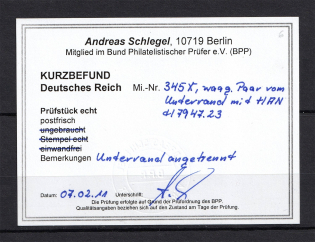 Andreas Schlegel, 10719 Berlin
Mitglied im Bund Philatelistischer Prüfer e.V. (BPP)
KURZBEFUND
Deutsches Reich Mi.-Nr. 345X, waag. Paar vom
Unterrand mit HAN
Prüfstück echt d 17947.23
postfrisch
ungebraucht
Stempel echt
einwandfrei
Bemerkungen Unterrand angetrennt
Datum: 07.02.11 Unterschrift:
Die Prüfung erfolgte auf Grund der Prüfordnung des BPP.
Qualitätsangaben beziehen sich auf den Zustand am Tage der Prüfung.